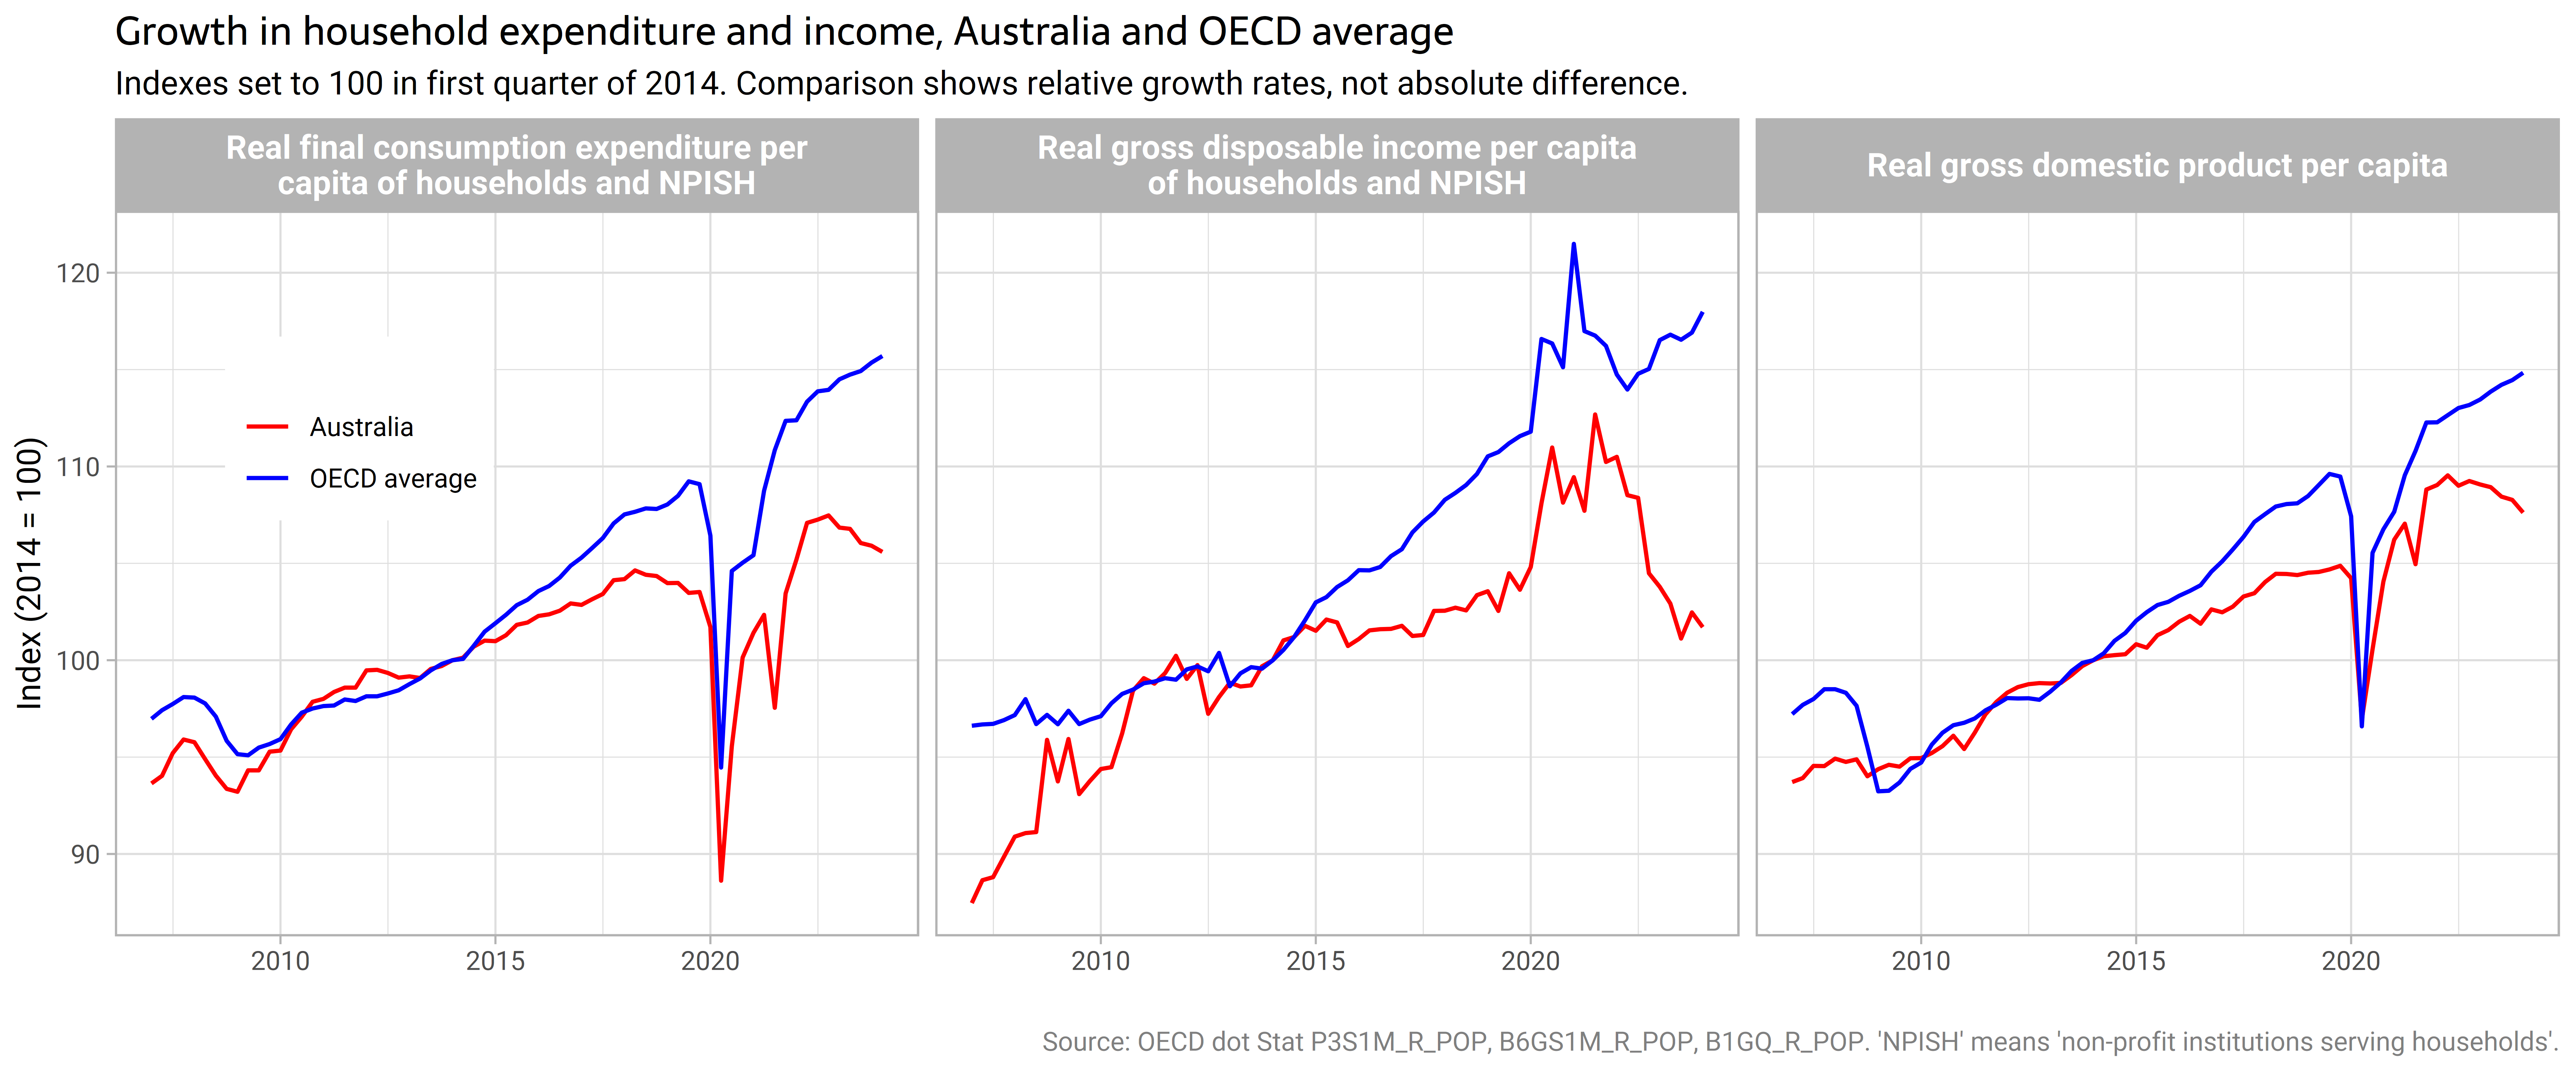 Growth in household expenditure and income, Australia and OECD average
Indexes set to 100 in first quarter of 2014. Comparison shows relative growth rates, not absolute difference.
Real final consumption expenditure per
capita of households and NPISH
Real gross disposable income per capita
of households and NPISH
Real gross domestic product per capita
Index (2014 = 100)
120
110
100
90
Australia
OECD average
2010 2015 2020
2010 2015 2020
2010 2015 2020
Source: OECD dot Stat P3S1M_R_POP, B6GS1M_R_POP, B1GQ_R_POP. 'NPISH' means 'non-profit institutions serving households'.